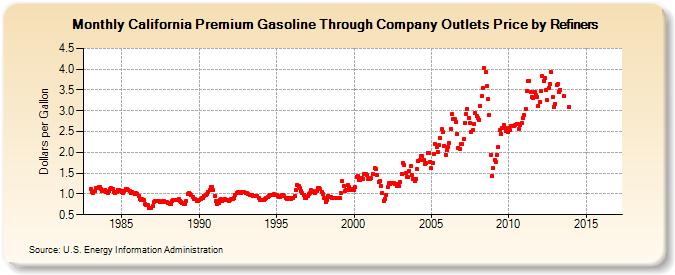 Monthly California Premium Gasoline Through Company Outlets Price by Refiners
Dollars per Gallon
4.5
4.0
3.5
3.0
2.5
2.0
1.5
1.0
0.5
1985 1990 1995 2000 2005 2010 2015
Source: U.S. Energy Information Administration